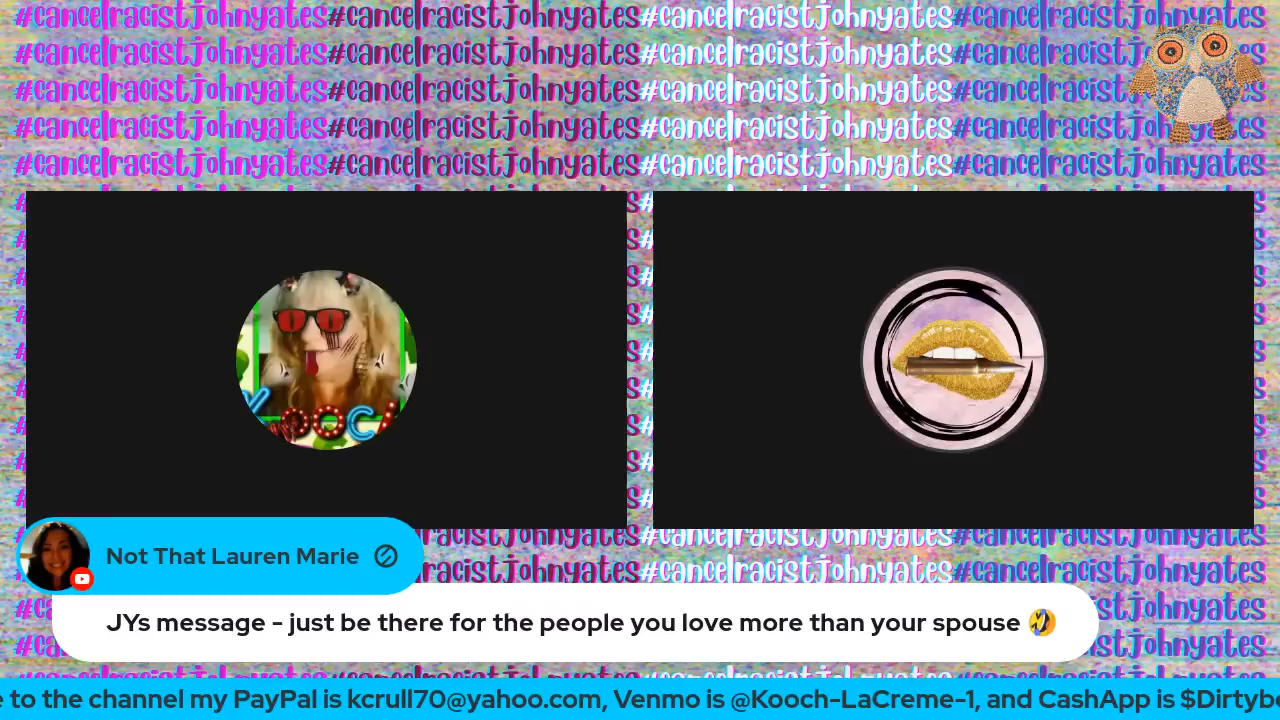 #cancelracistjohnyates#cancelracistjohnyates#cancelracistjohnyates#cancelracistjohnyates
#cancelracistjohnyates#cancelracistjohnyates#cancelracistjohnyates#cancelracistjohnyates
#cancelracistjohnyates#cancelracistjohnyates#cancelracistjohnyates#cancelracistjohnyates
#cancelracistjohnyates#cancelracistjohnyates#cancelracistjohnyates#cancelracistjohnyates
#cancelracistjohnyates#cancelracistjohnyates#cancelracistjohnyates#cancelracistjohnyates
Not That Lauren Marie
JYs message - just be there for the people you love more than your spouse 🤣
e to the channel my PayPal is kcrull70@yahoo.com, Venmo is @Kooch-LaCreme-1, and CashApp is $Dirtyb